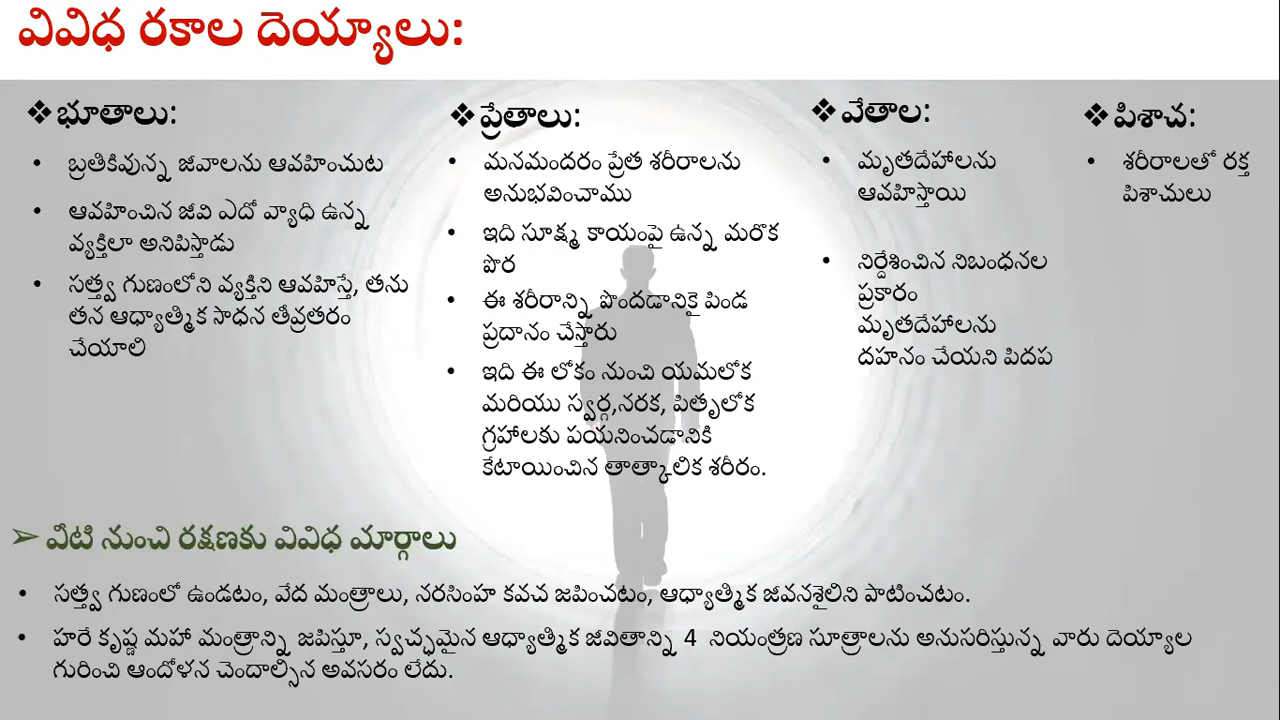 వివిధ రకాల దెయ్యాలు:
❖భూతాలు:
• బ్రతికివున్న జీవాలను ఆవహించుట
• ఆవహించిన జీవి ఎదో వ్యాధి ఉన్న
వ్యక్తిలా అనిపిస్తాడు
• సత్త్వ గుణంలోని వ్యక్తిని ఆవహిస్తే, తను
తన ఆధ్యాత్మిక సాధన తీవ్రతరం
చేయాలి
❖ప్రేతాలు:
• మనమందరం ప్రేత శరీరాలను
అనుభవించాము
• ఇది సూక్ష్మ కాయంపై ఉన్న మరొక
పొర
• ఈ శరీరాన్ని పొందడానికై పిండ
ప్రదానం చేస్తారు
• ఇది ఈ లోకం నుంచి యమలోక
మరియు స్వర్గ,నరక, పితృలోక
గ్రహాలకు పయనించడానికి
కేటాయించిన తాత్కాలిక శరీరం.
❖వేతాల:
• మృతదేహాలను
ఆవహిస్తాయి
• నిర్దేశించిన నిబంధనల
ప్రకారం
మృతదేహాలను
దహనం చేయని పిదప
❖పిశాచ:
• శరీరాలతో రక్త
పిశాచులు
➢ వీటి నుంచి రక్షణకు వివిధ మార్గాలు
• సత్త్వ గుణంలో ఉండటం, వేద మంత్రాలు, నరసింహ కవచ జపించటం, ఆధ్యాత్మిక జీవనశైలిని పాటించటం.
• హరే కృష్ణ మహా మంత్రాన్ని జపిస్తూ, స్వచ్ఛమైన ఆధ్యాత్మిక జీవితాన్ని 4 నియంత్రణ సూత్రాలను అనుసరిస్తున్న వారు దెయ్యాల
గురించి ఆందోళన చెందాల్సిన అవసరం లేదు.